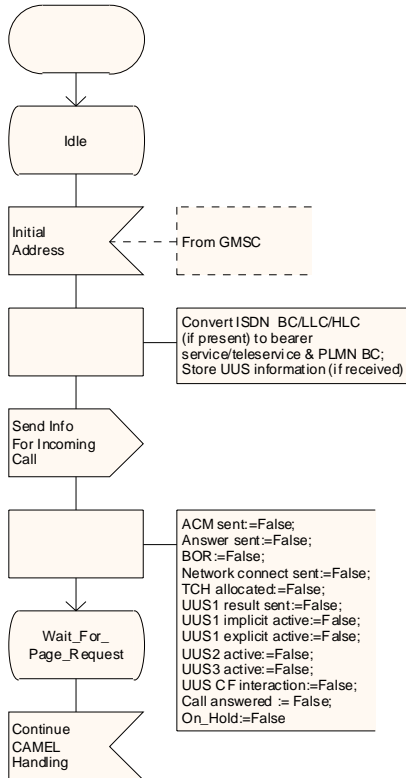 Idle
Initial
Address
From GMSC
Convert ISDN BC/LLC/HLC
(if present) to bearer
service/teleservice & PLMN BC;
Store UUS information (if received)
Send Info
For Incoming
Call
ACM sent:=False;
Answer sent:=False;
BOR:=False;
Network connect sent:=False;
TCH allocated:=False;
UUS1 result sent:=False;
UUS1 implicit active:=False;
UUS1 explicit active:=False;
UUS2 active:=False;
UUS3 active:=False;
UUS CF interaction:=False;
Call answered := False;
On_Hold:=False
Wait_For_
Page_Request
Continue
CAMEL
Handling